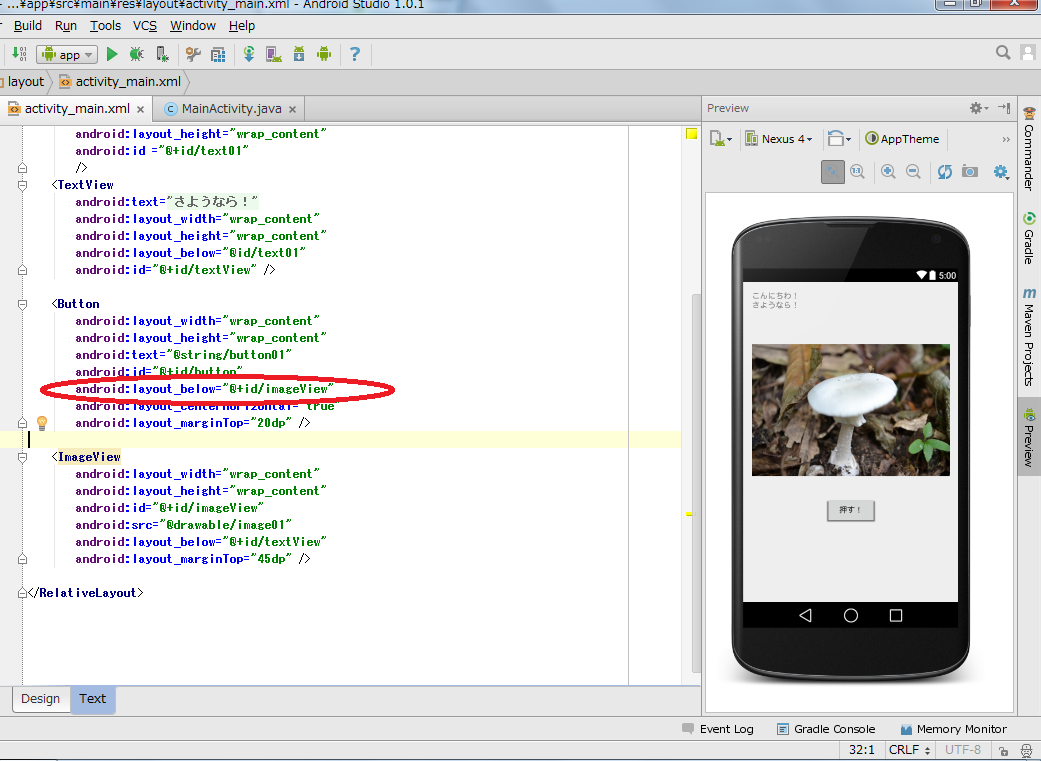 - ...¥app¥src¥main¥res¥layout¥activity_main.xml - Android Studio 1.0.1
Build Run Tools VCS Window Help
app
layout activity_main.xml
activity_main.xml × MainActivity.java ×
Preview
Nexus 4 AppTheme
1:1
android:layout_height="wrap_content"
android:id ="@+id/text01"
/>
<TextView
android:text="さようなら！"
android:layout_width="wrap_content"
android:layout_height="wrap_content"
android:layout_below="@id/text01"
android:id="@+id/textView" />
<Button
android:layout_width="wrap_content"
android:layout_height="wrap_content"
android:text="@string/button01"
android:id="@+id/button"
android:layout_below="@+id/imageView"
android:layout_centerHorizontal="true"
android:layout_marginTop="20dp" />
<ImageView
android:layout_width="wrap_content"
android:layout_height="wrap_content"
android:id="@+id/imageView"
android:src="@drawable/image01"
android:layout_below="@+id/textView"
android:layout_marginTop="45dp" />
</RelativeLayout>
5:00
こんにちわ！
さようなら！
押す！
Commander
Gradle
Maven Projects
Preview
Design Text
Event Log Gradle Console Memory Monitor
32:1 CRLF UTF-8